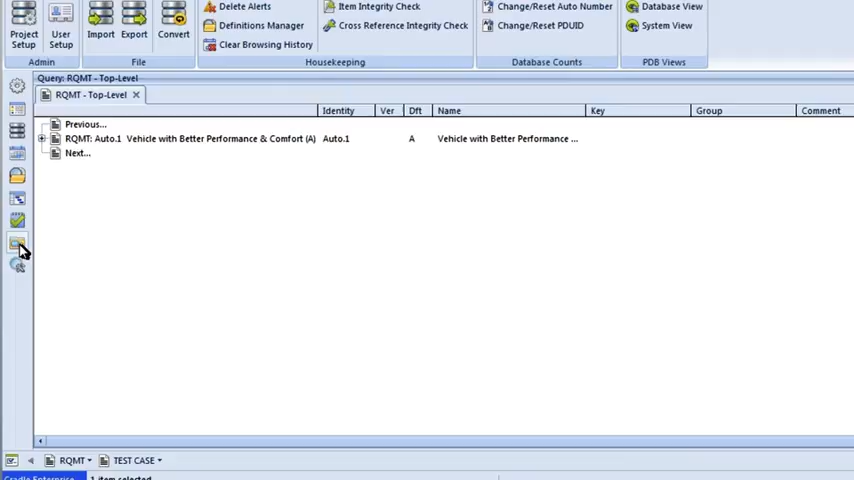 Delete Alerts
Item Integrity Check
Change/Reset Auto Number
Database View
Project Setup
User Setup
Import
Export
Convert
Definitions Manager
Cross Reference Integrity Check
Change/Reset PDUID
System View
Clear Browsing History
Admin
File
Housekeeping
Database Counts
PDB Views
Query: RQMT - Top-Level
RQMT - Top-Level
Identity Ver Dft Name Key Group Comment
Previous...
RQMT: Auto.1 Vehicle with Better Performance & Comfort (A) Auto.1 A Vehicle with Better Performance ...
Next...
RQMT TEST CASE
Cradle Enterprise 1 item selected